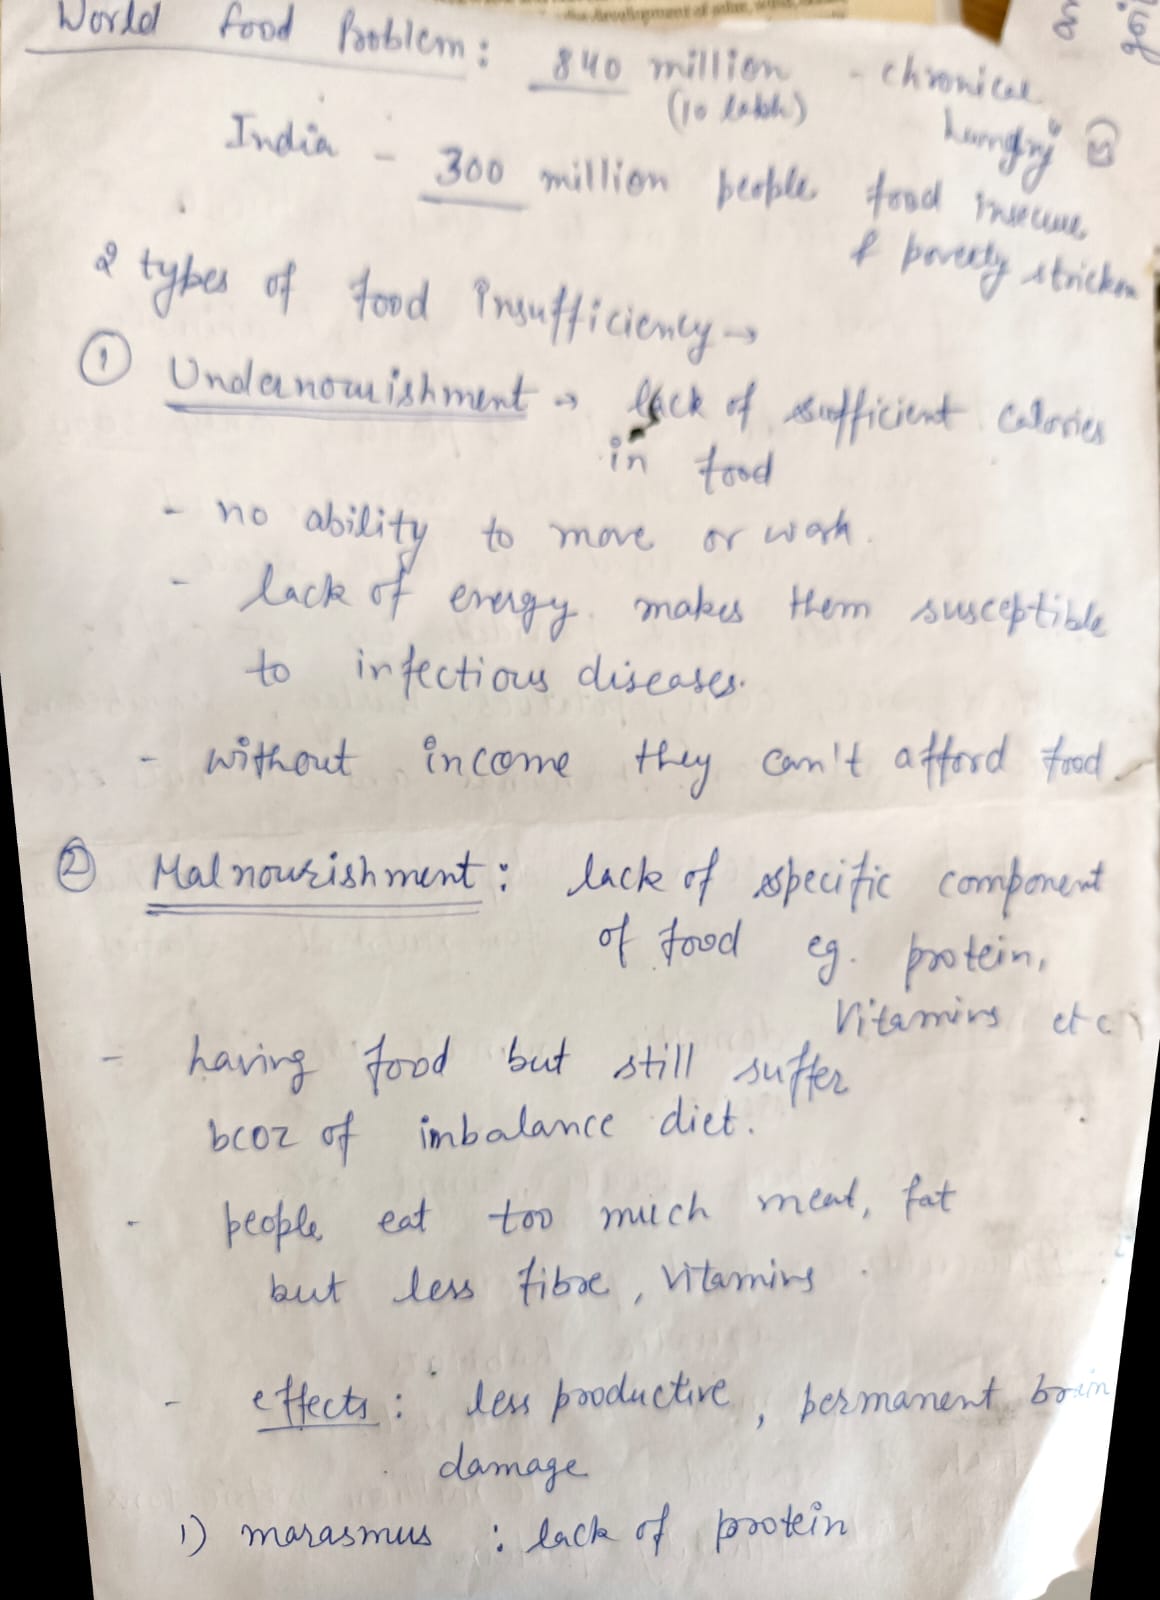 World food Problem: 840 million - chronical
(10 lakh) hungry
India - 300 million people food insecure
& poverty stricken
2 types of food insufficiency →
① Undernourishment → lack of sufficient calories
in food
- no ability to move or work.
- lack of energy makes them susceptible
to infectious diseases.
- without income they can't afford food
② Malnourishment: lack of specific component
of food eg. protein,
Vitamins etc
- having food but still suffer
bcoz of imbalance diet.
- people eat too much meat, fat
but less fibre, vitamins
- effects: less productive, permanent brain
damage
1) marasmus : lack of protein